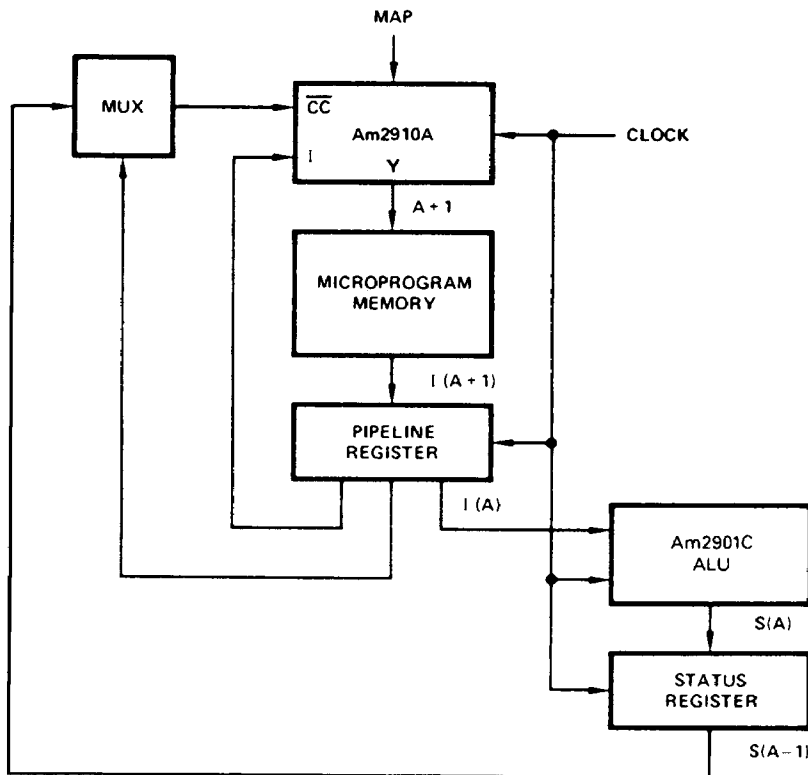 MAP
MUX
CC
Am2910A
I
Y
CLOCK
A + 1
MICROPROGRAM
MEMORY
I (A + 1)
PIPELINE
REGISTER
I (A)
Am2901C
ALU
S(A)
STATUS
REGISTER
S(A–1)